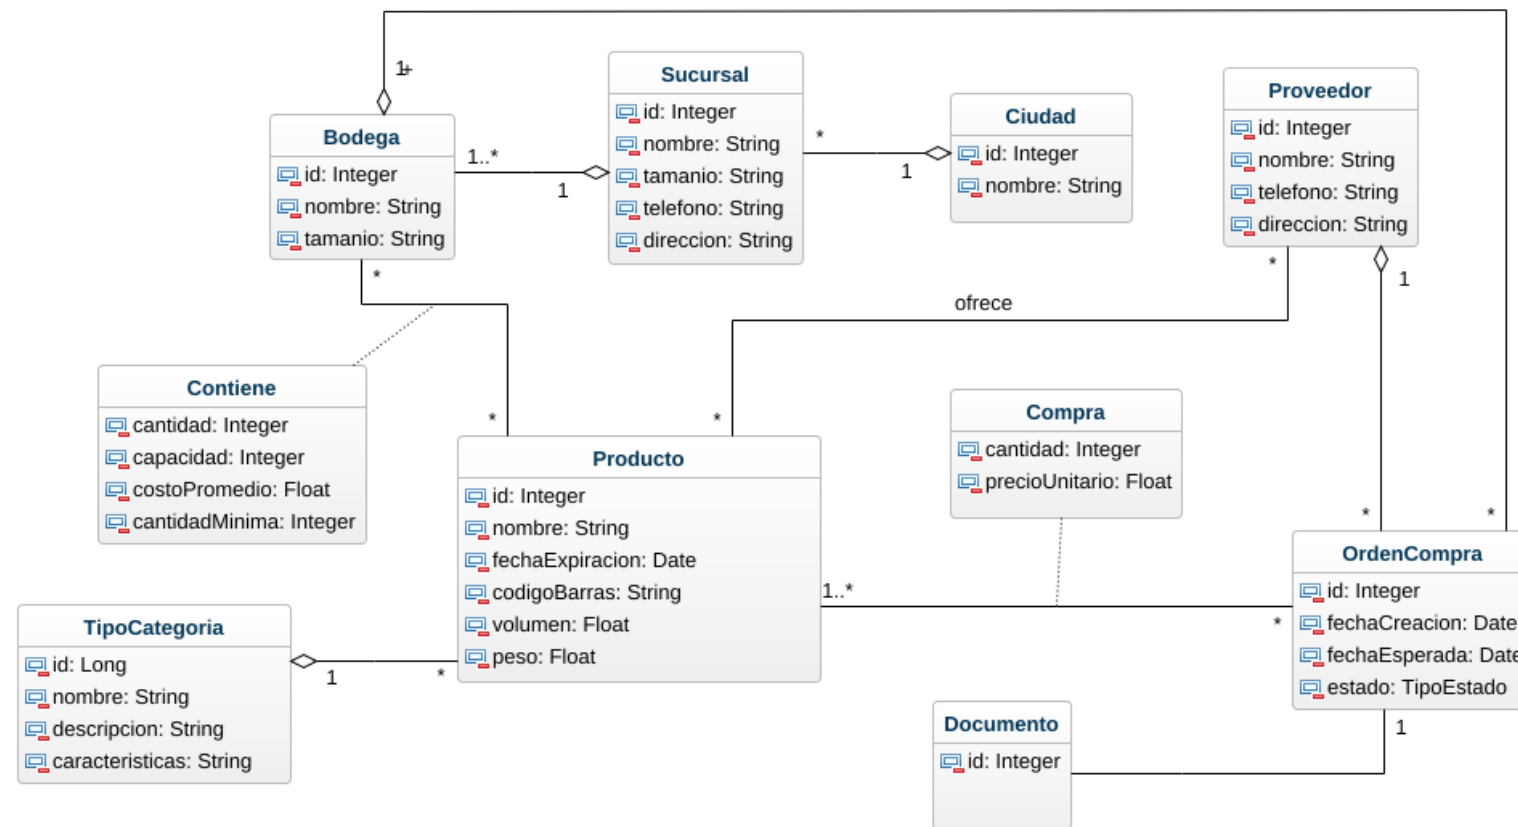 1+
Bodega
id: Integer
nombre: String
tamanio: String
1..*
1
Sucursal
id: Integer
nombre: String
tamanio: String
telefono: String
direccion: String
*
1
Ciudad
id: Integer
nombre: String
Proveedor
id: Integer
nombre: String
telefono: String
direccion: String
*
*
1
ofrece
Contiene
cantidad: Integer
capacidad: Integer
costoPromedio: Float
cantidadMinima: Integer
*
*
Producto
id: Integer
nombre: String
fechaExpiracion: Date
codigoBarras: String
volumen: Float
peso: Float
Compra
cantidad: Integer
precioUnitario: Float
*
*
1..*
*
OrdenCompra
id: Integer
fechaCreacion: Date
fechaEsperada: Date
estado: TipoEstado
TipoCategoria
id: Long
nombre: String
descripcion: String
caracteristicas: String
1
*
Documento
id: Integer
1